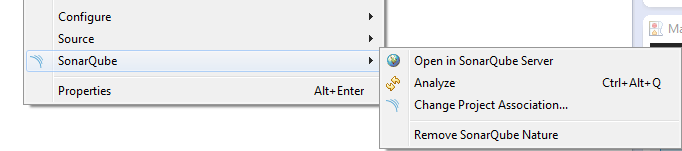 Configure
Source
SonarQube
Properties Alt+Enter
Open in SonarQube Server
Analyze Ctrl+Alt+Q
Change Project Association...
Remove SonarQube Nature
Ma